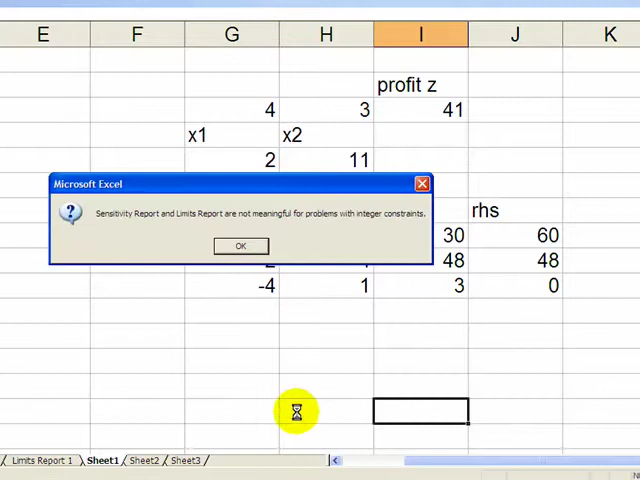 E F G H I J K
profit z
4 3 41
x1 x2
2 11
Microsoft Excel
Sensitivity Report and Limits Report are not meaningful for problems with integer constraints.
OK
rhs
30 60
48 48
-4 1 3 0
Limits Report 1 Sheet1 Sheet2 Sheet3